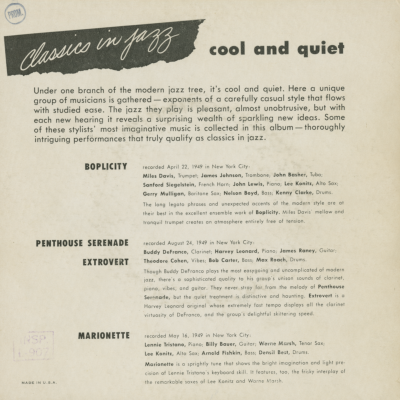 Classics in jazz
cool and quiet
Under one branch of the modern jazz tree, it's cool and quiet. Here a unique
group of musicians is gathered—exponents of a carefully casual style that flows
with studied ease. The jazz they play is pleasant, almost unobtrusive, but with
each new hearing it reveals a surprising wealth of sparkling new ideas. Some
of these stylists' most imaginative music is collected in this album—thoroughly
intriguing performances that truly qualify as classics in jazz.
BOPLICITY
recorded April 22, 1949 in New York City:
Miles Davis, Trumpet; James Johnson, Trombone; John Basher, Tuba;
Sanford Siegelstein, French Horn; John Lewis, Piano; Lee Konitz, Alto Sax;
Gerry Mulligan, Baritone Sax; Nelson Boyd, Bass; Kenny Clarke, Drums.
The long legato phrases and unexpected accents of the modern style are at
their best in the excellent ensemble work of Boplicity. Miles Davis' mellow and
tranquil trumpet creates an atmosphere entirely free of tension.
PENTHOUSE SERENADE
EXTROVERT
recorded August 24, 1949 in New York City:
Buddy DeFranco, Clarinet; Harvey Leonard, Piano; James Raney, Guitar;
Theodore Cohen, Vibes; Bob Carter, Bass; Max Roach, Drums.
Though Buddy DeFranco plays the most easygoing and uncomplicated of modern
jazz, there's a sophisticated quality to his group's unison sounds of clarinet,
piano, vibes, and guitar. They never stray far from the melody of Penthouse
Serenade, but the quiet treatment is distinctive and haunting. Extrovert is a
Harvey Leonard original whose extremely fast tempo displays all the clarinet
virtuosity of DeFranco, and the group's delightful skittering speed.
MARIONETTE
recorded May 16, 1949 in New York City:
Lennie Tristano, Piano; Billy Bauer, Guitar; Warne Marsh, Tenor Sax;
Lee Konitz, Alto Sax; Arnold Fishkin, Bass; Denzil Best, Drums.
Marionette is a sprightly tune that shows the bright imagination and light pre-
cision of Lennie Tristano's keyboard skill. It features, too, the frisky interplay of
the remarkable saxes of Lee Konitz and Warne Marsh.
MADE IN U.S.A.